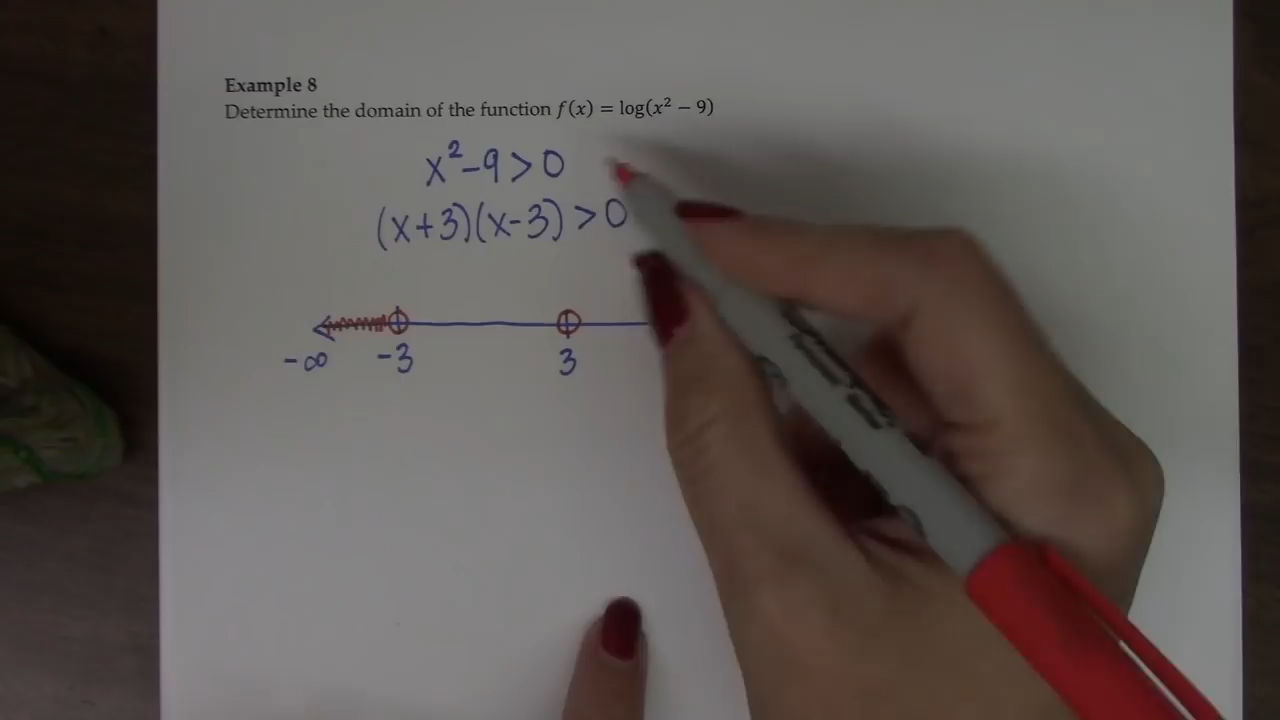 Example 8
Determine the domain of the function f(x) = log(x² − 9)
x²-9>0
(x+3)(x-3)>0
-∞ -3 3